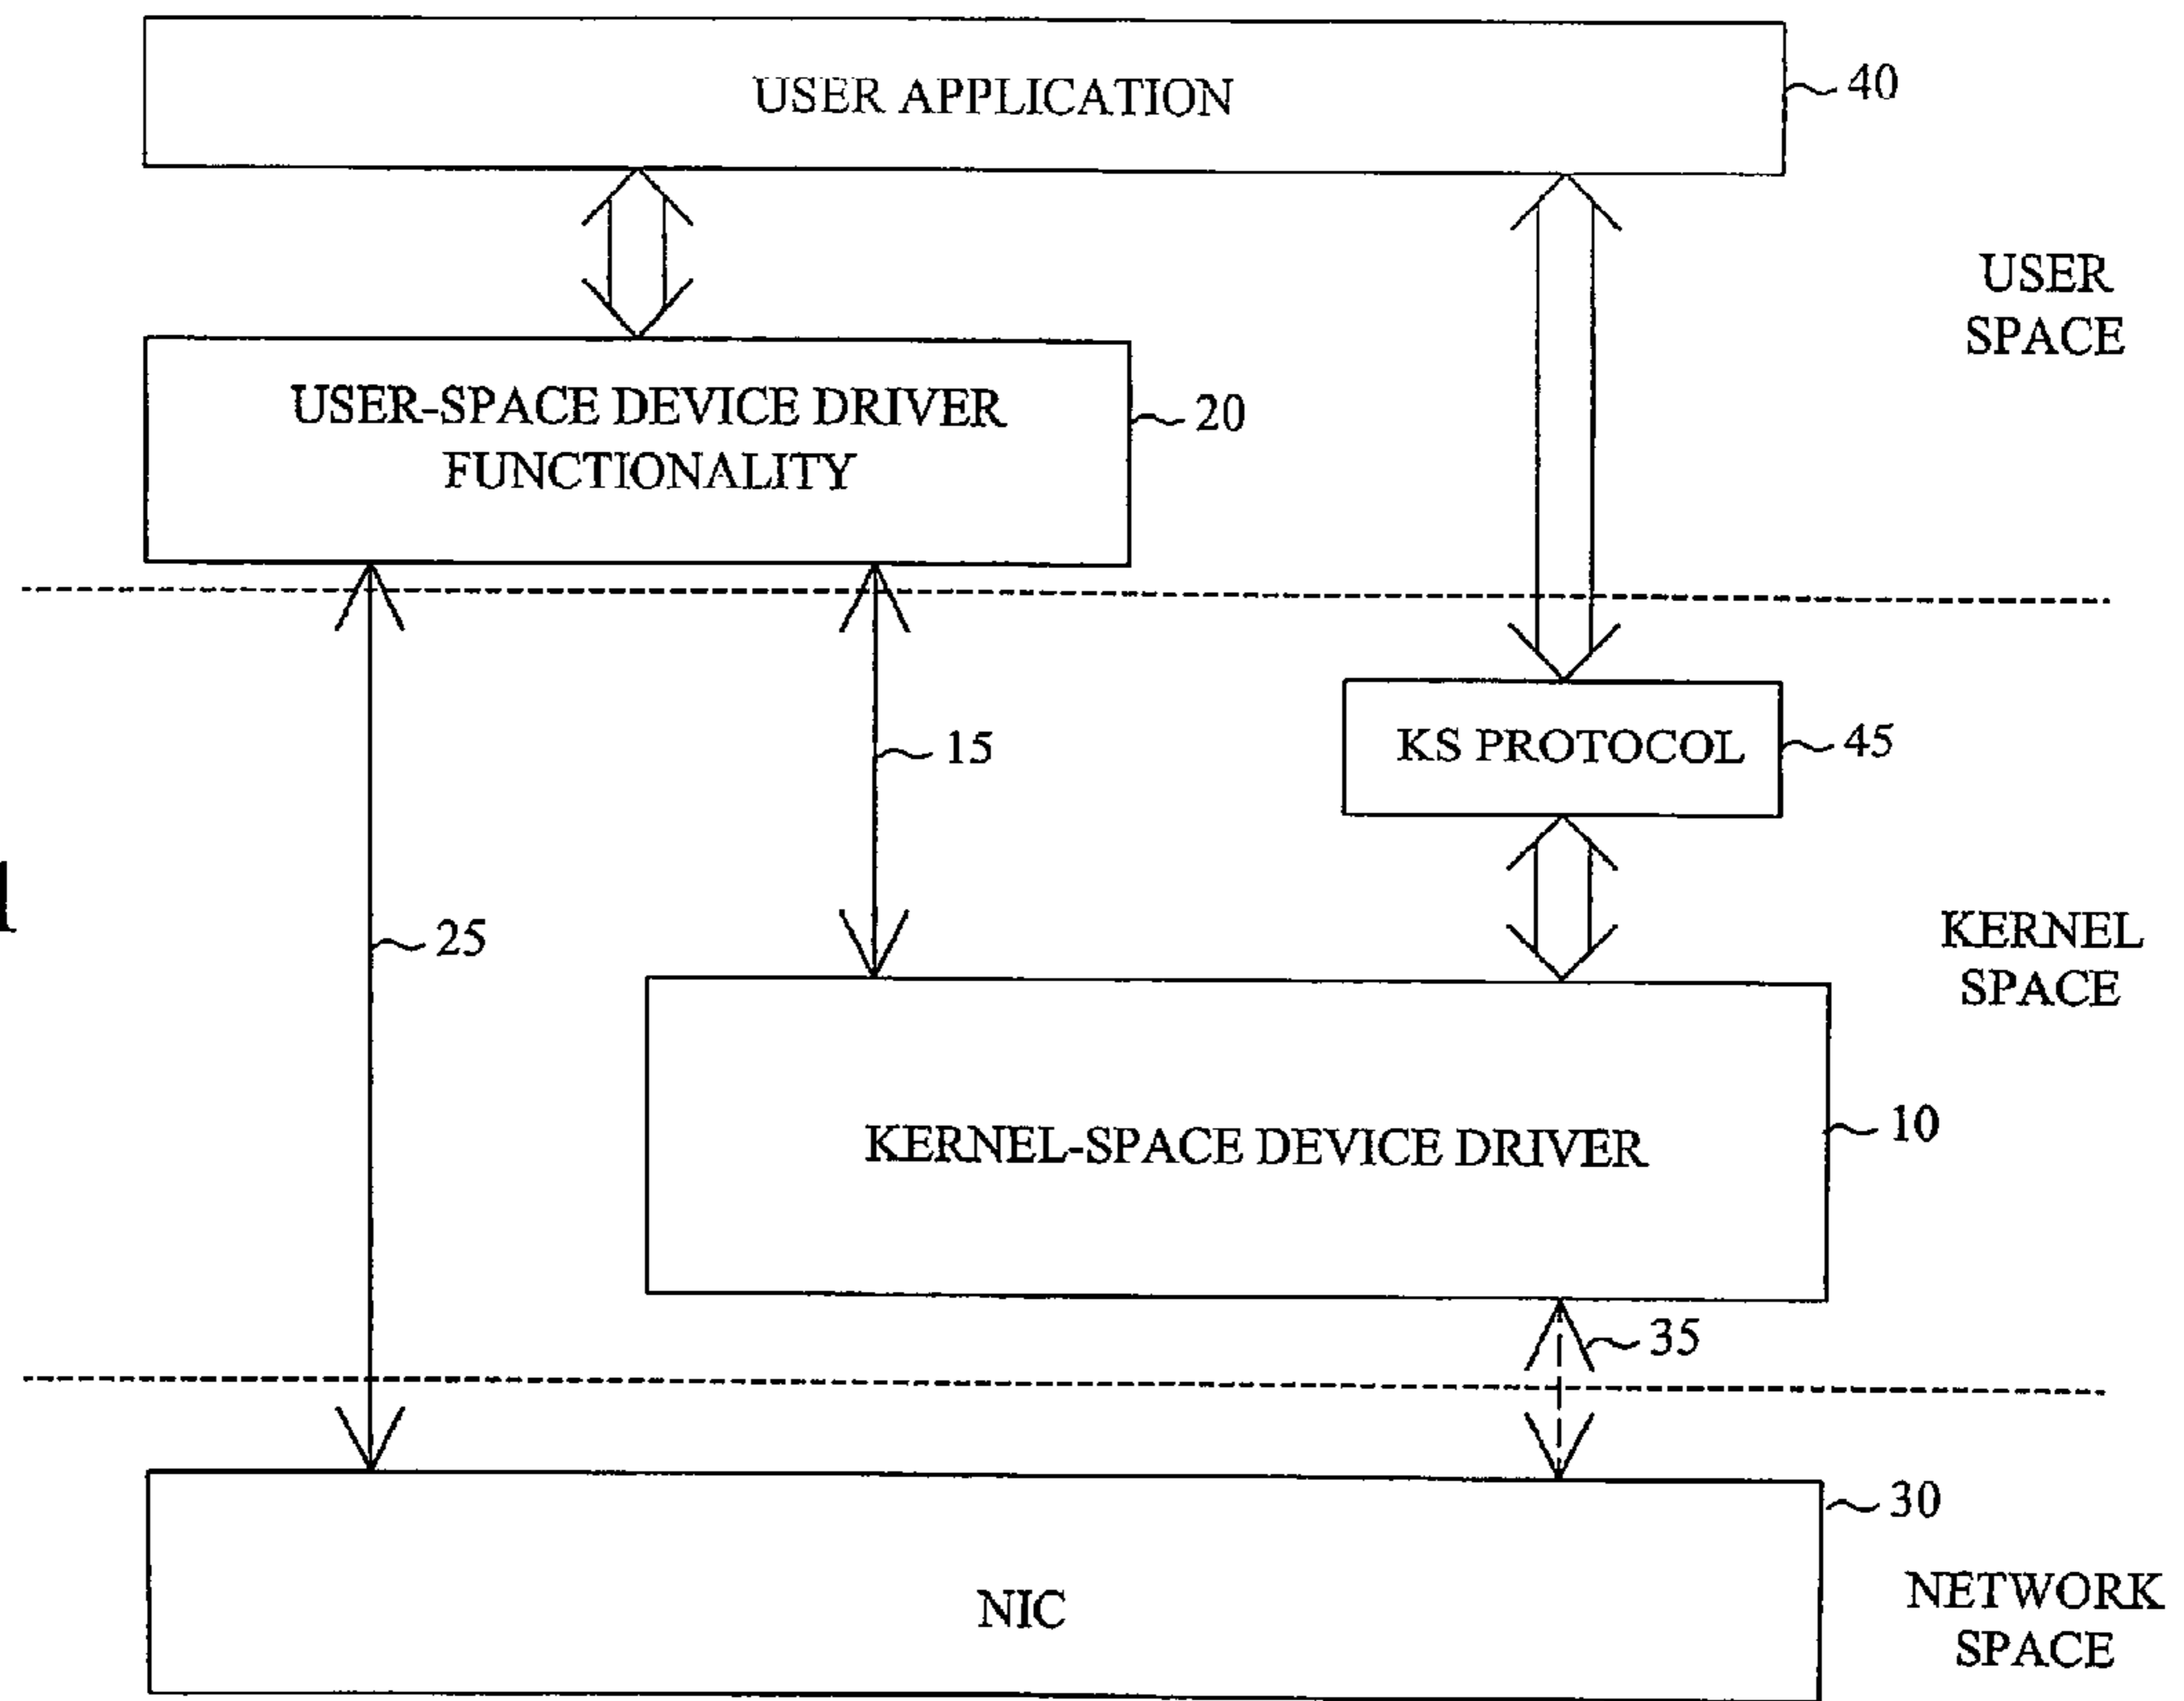 USER APPLICATION
40
USER
SPACE
USER-SPACE DEVICE DRIVER
FUNCTIONALITY
20
15
KS PROTOCOL
45
25
KERNEL
SPACE
KERNEL-SPACE DEVICE DRIVER
10
35
30
NIC
NETWORK
SPACE